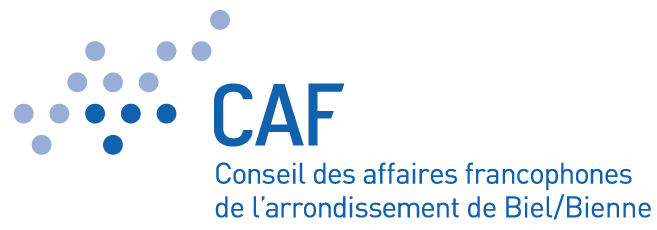 CAF
Conseil des affaires francophones
de l'arrondissement de Biel/Bienne